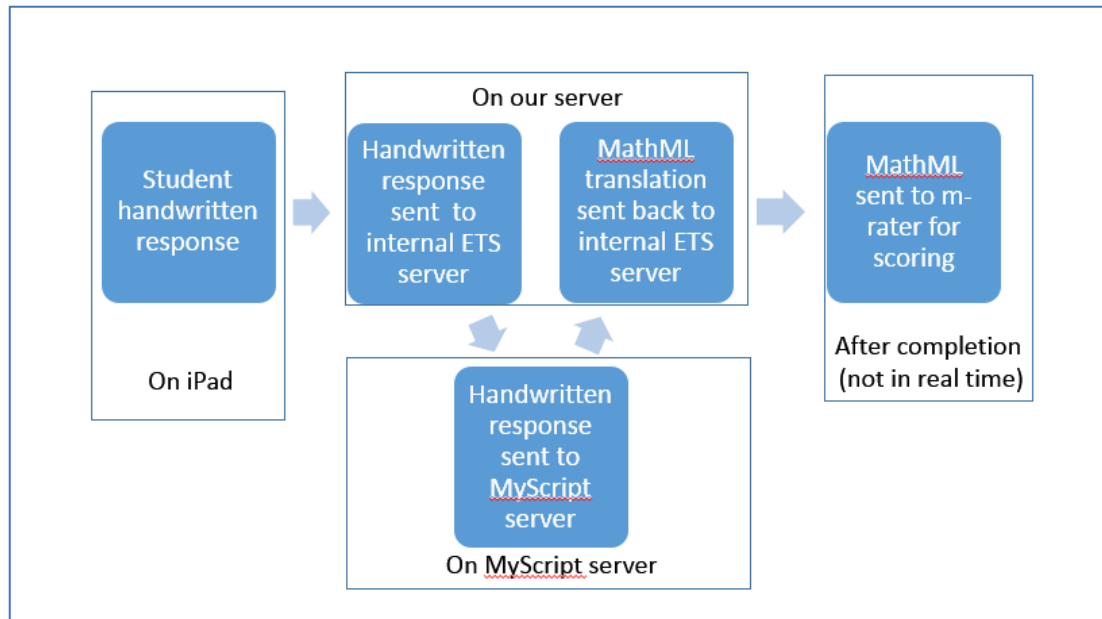 Student
handwritten
response
On iPad
On our server
Handwritten
response
sent to
internal ETS
server
MathML
translation
sent back to
internal ETS
server
Handwritten
response
sent to
MyScript
server
On MyScript server
MathML
sent to m-
rater for
scoring
After completion
(not in real time)